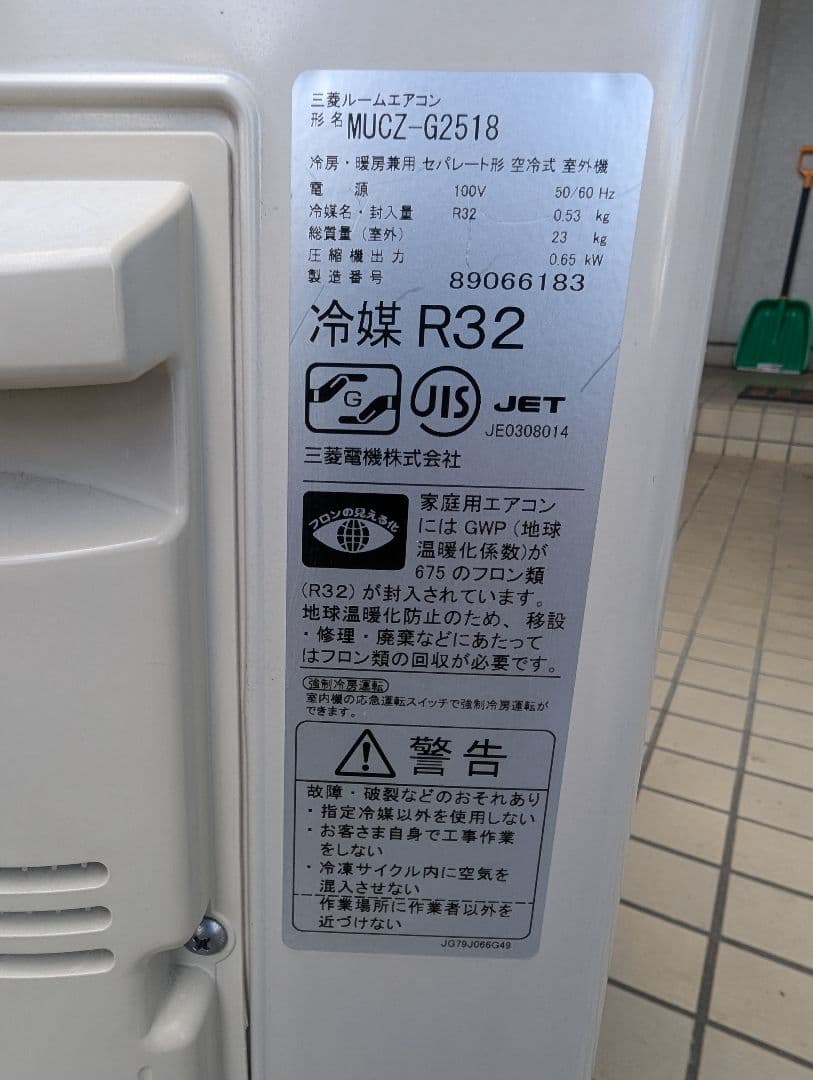 三菱ルームエアコン
形名 MUCZ-G2518
冷房・暖房兼用 セパレート形 空冷式 室外機
電源 100V 50/60 Hz
冷媒名・封入量 R32 0.53 kg
総質量（室外） 23 kg
圧縮機出力 0.65 kW
製造番号 89066183
冷媒 R32
G
JIS
JET
JE0308014
三菱電機株式会社
フロンの見える化
家庭用エアコン
には GWP（地球
温暖化係数)が
675 のフロン類
(R32) が封入されています。
地球温暖化防止のため、移設
・修理・廃棄などにあたって
はフロン類の回収が必要です。
強制冷房運転
室内機の応急運転スイッチで強制冷房運転が
できます。
警告
故障・破裂などのおそれあり
・指定冷媒以外を使用しない
・お客さま自身で工事作業
をしない
・冷凍サイクル内に空気を
混入させない
作業場所に作業者以外を
近づけない
JG79J066G49